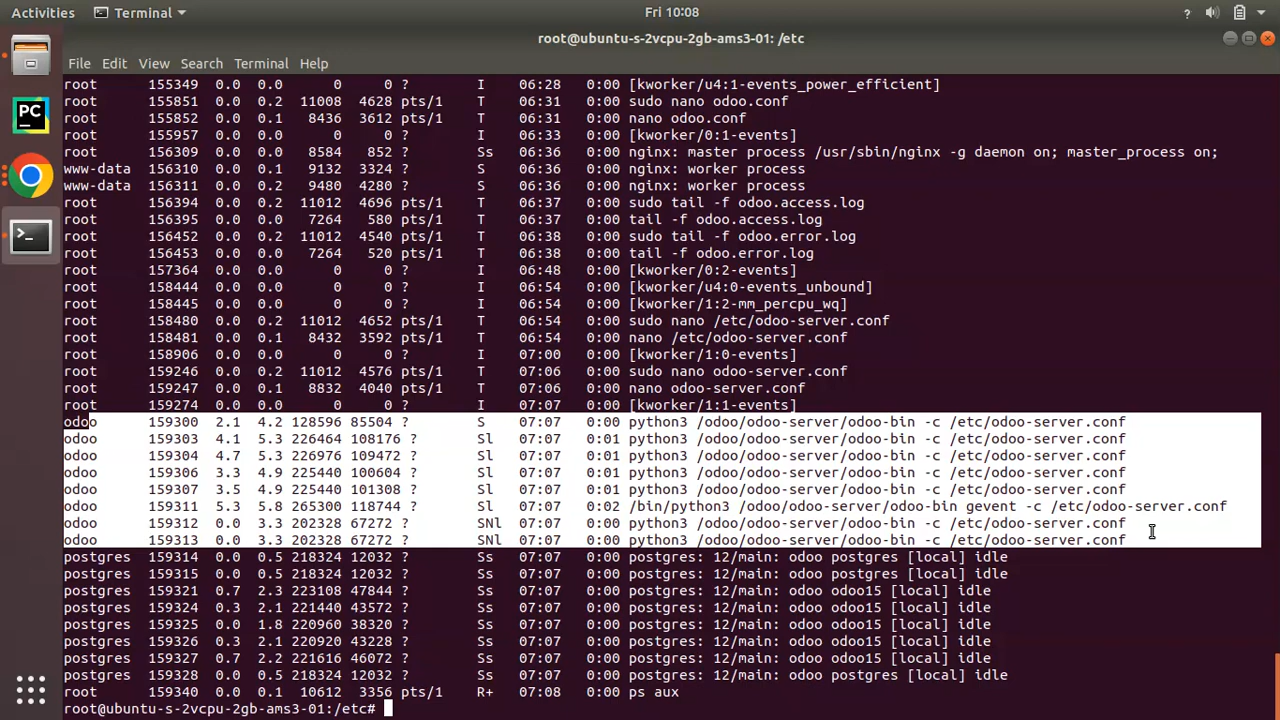 Activities Terminal Fri 10:08 ?
root@ubuntu-s-2vcpu-2gb-ams3-01: /etc
File Edit View Search Terminal Help
PC
root 155349 0.0 0.0 0 0 ? I 06:28 0:00 [kworker/u4:1-events_power_efficient]
root 155851 0.0 0.2 11008 4628 pts/1 T 06:31 0:00 sudo nano odoo.conf
root 155852 0.0 0.1 8436 3612 pts/1 T 06:31 0:00 nano odoo.conf
root 155957 0.0 0.0 0 0 ? I 06:33 0:00 [kworker/0:1-events]
root 156309 0.0 0.0 8584 852 ? Ss 06:36 0:00 nginx: master process /usr/sbin/nginx -g daemon on; master_process on;
www-data 156310 0.0 0.1 9132 3324 ? S 06:36 0:00 nginx: worker process
www-data 156311 0.0 0.2 9480 4280 ? S 06:36 0:00 nginx: worker process
root 156394 0.0 0.2 11012 4696 pts/1 T 06:37 0:00 sudo tail -f odoo.access.log
root 156395 0.0 0.0 7264 580 pts/1 T 06:37 0:00 tail -f odoo.access.log
root 156452 0.0 0.2 11012 4540 pts/1 T 06:38 0:00 sudo tail -f odoo.error.log
root 156453 0.0 0.0 7264 520 pts/1 T 06:38 0:00 tail -f odoo.error.log
root 157364 0.0 0.0 0 0 ? I 06:48 0:00 [kworker/0:2-events]
root 158444 0.0 0.0 0 0 ? I 06:54 0:00 [kworker/u4:0-events_unbound]
root 158445 0.0 0.0 0 0 ? I 06:54 0:00 [kworker/1:2-mm_percpu_wq]
root 158480 0.0 0.2 11012 4652 pts/1 T 06:54 0:00 sudo nano /etc/odoo-server.conf
root 158481 0.0 0.1 8432 3592 pts/1 T 06:54 0:00 nano /etc/odoo-server.conf
root 158906 0.0 0.0 0 0 ? I 07:00 0:00 [kworker/1:0-events]
root 159246 0.0 0.2 11012 4576 pts/1 T 07:06 0:00 sudo nano odoo-server.conf
root 159247 0.0 0.1 8832 4040 pts/1 T 07:06 0:00 nano odoo-server.conf
root 159274 0.0 0.0 0 0 ? I 07:07 0:00 [kworker/1:1-events]
odoo 159300 2.1 4.2 128596 85504 ? S 07:07 0:00 python3 /odoo/odoo-server/odoo-bin -c /etc/odoo-server.conf
odoo 159303 4.1 5.3 226464 108176 ? Sl 07:07 0:01 python3 /odoo/odoo-server/odoo-bin -c /etc/odoo-server.conf
odoo 159304 4.7 5.3 226976 109472 ? Sl 07:07 0:01 python3 /odoo/odoo-server/odoo-bin -c /etc/odoo-server.conf
odoo 159306 3.3 4.9 225440 100604 ? Sl 07:07 0:01 python3 /odoo/odoo-server/odoo-bin -c /etc/odoo-server.conf
odoo 159307 3.5 4.9 225440 101308 ? Sl 07:07 0:01 python3 /odoo/odoo-server/odoo-bin -c /etc/odoo-server.conf
odoo 159311 5.3 5.8 265300 118744 ? Sl 07:07 0:02 /bin/python3 /odoo/odoo-server/odoo-bin gevent -c /etc/odoo-server.conf
odoo 159312 0.0 3.3 202328 67272 ? SNl 07:07 0:00 python3 /odoo/odoo-server/odoo-bin -c /etc/odoo-server.conf
odoo 159313 0.0 3.3 202328 67272 ? SNl 07:07 0:00 python3 /odoo/odoo-server/odoo-bin -c /etc/odoo-server.conf
postgres 159314 0.0 0.5 218324 12032 ? Ss 07:07 0:00 postgres: 12/main: odoo postgres [local] idle
postgres 159315 0.0 0.5 218324 12032 ? Ss 07:07 0:00 postgres: 12/main: odoo postgres [local] idle
postgres 159321 0.7 2.3 223108 47844 ? Ss 07:07 0:00 postgres: 12/main: odoo odoo15 [local] idle
postgres 159324 0.3 2.1 221440 43572 ? Ss 07:07 0:00 postgres: 12/main: odoo odoo15 [local] idle
postgres 159325 0.0 1.8 220960 38320 ? Ss 07:07 0:00 postgres: 12/main: odoo odoo15 [local] idle
postgres 159326 0.3 2.1 220920 43228 ? Ss 07:07 0:00 postgres: 12/main: odoo odoo15 [local] idle
postgres 159327 0.7 2.2 221616 46072 ? Ss 07:07 0:00 postgres: 12/main: odoo odoo15 [local] idle
postgres 159328 0.0 0.5 218324 12032 ? Ss 07:07 0:00 postgres: 12/main: odoo postgres [local] idle
root 159340 0.0 0.1 10612 3356 pts/1 R+ 07:08 0:00 ps aux
root@ubuntu-s-2vcpu-2gb-ams3-01:/etc#